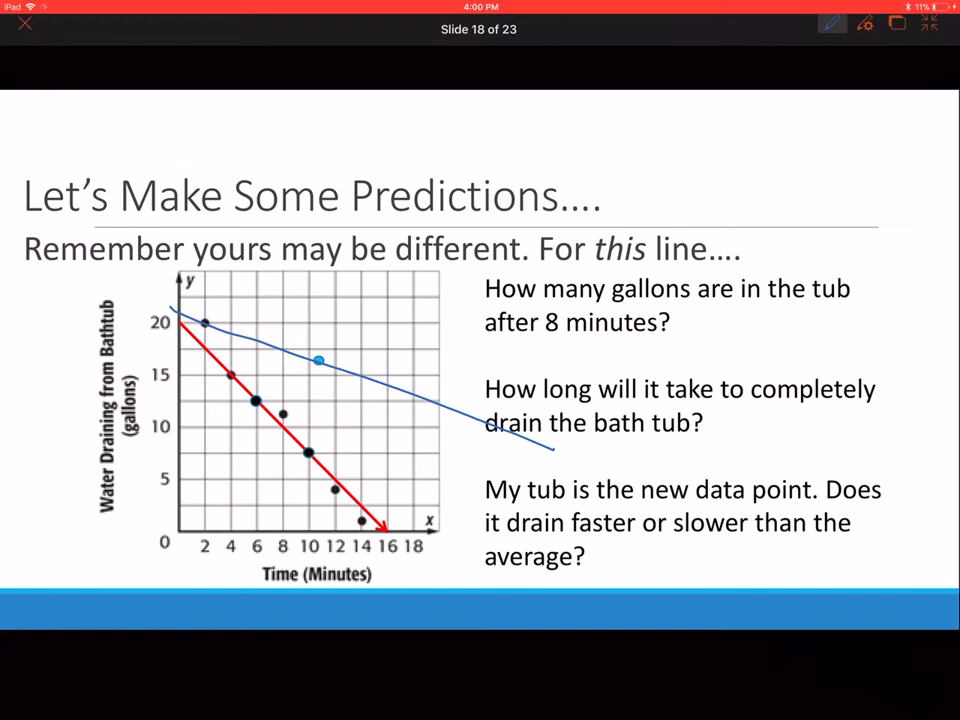 iPad
4:00 PM
11%
Slide 18 of 23
Let's Make Some Predictions....
Remember yours may be different. For this line....
How many gallons are in the tub
after 8 minutes?
How long will it take to completely
drain the bath tub?
My tub is the new data point. Does
it drain faster or slower than the
average?
Water Draining from Bathtub
(gallons)
y
20
15
10
5
0
x
2 4 6 8 10 12 14 16 18
Time (Minutes)